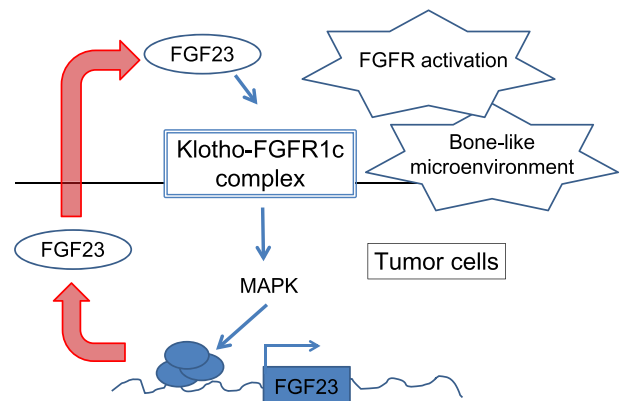 FGF23
FGFR activation
Klotho-FGFR1c
complex
Bone-like
microenvironment
FGF23
Tumor cells
MAPK
FGF23